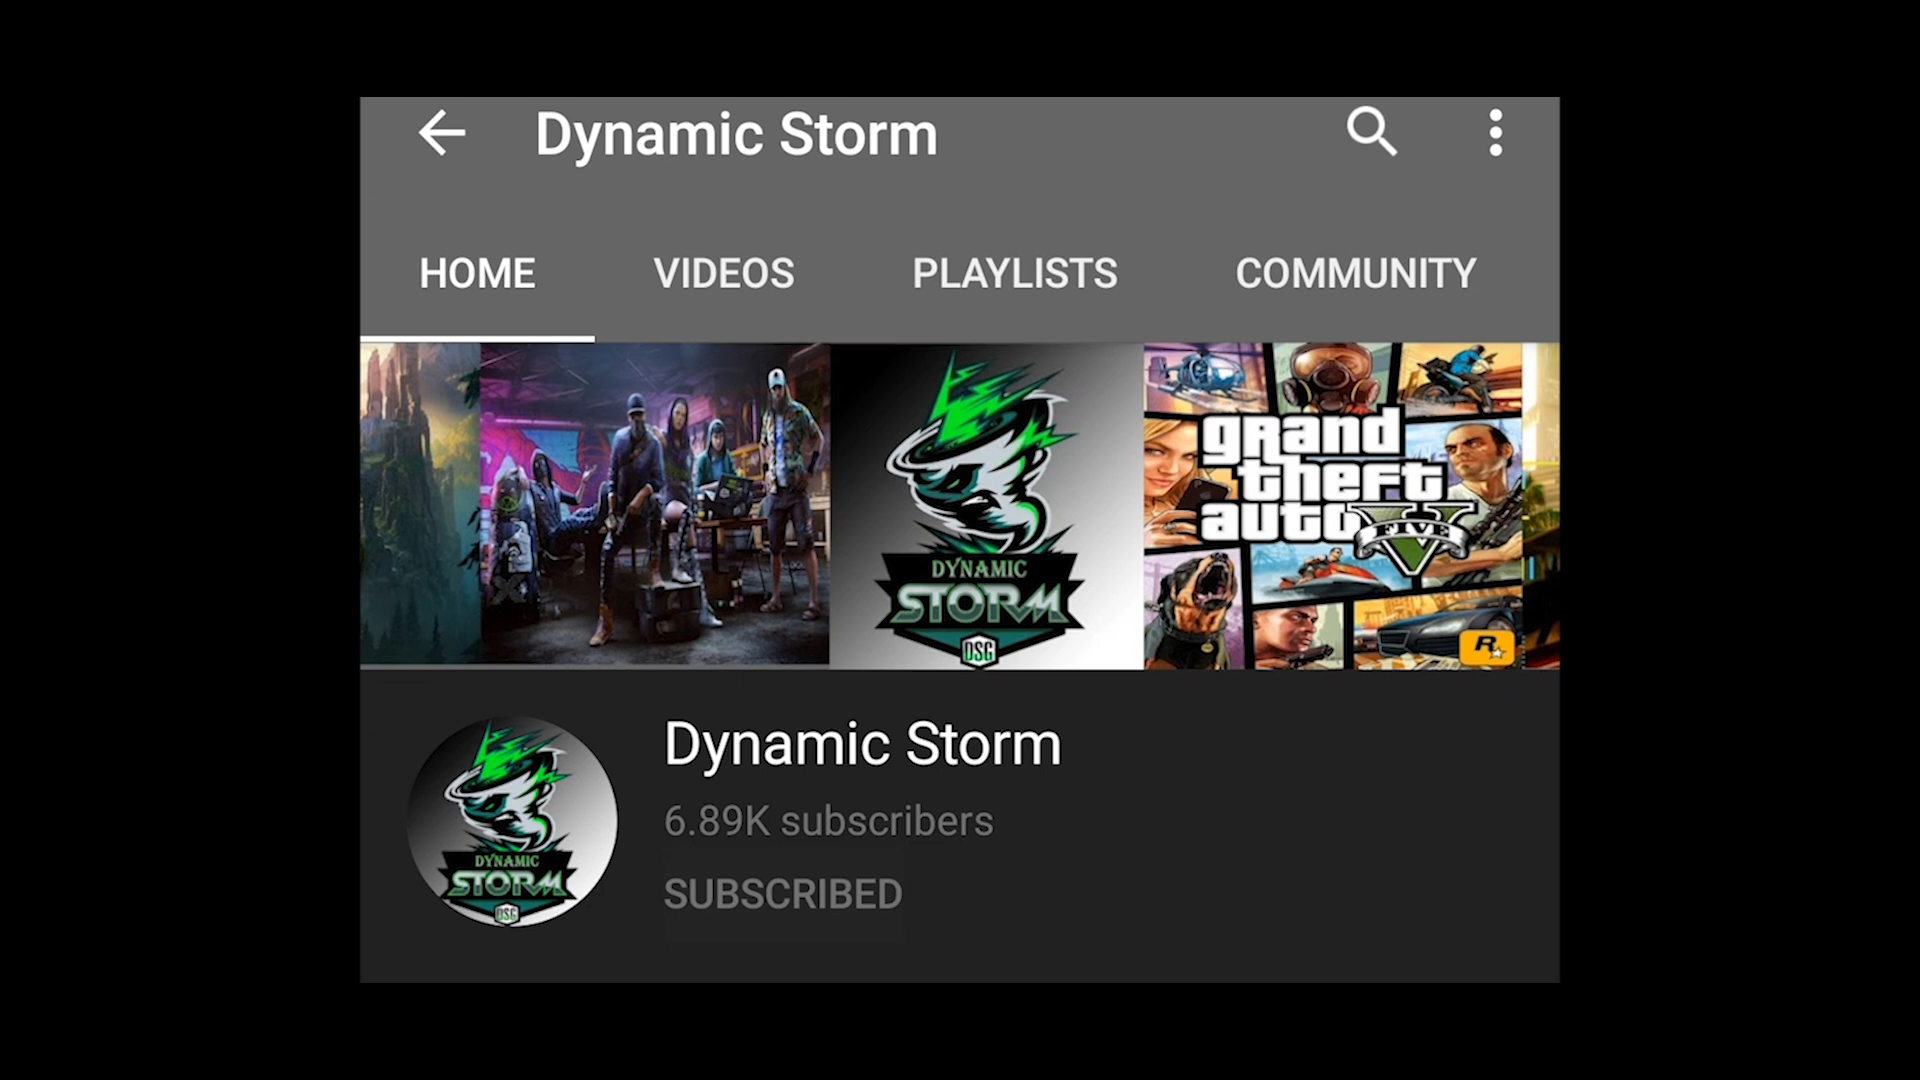 Dynamic Storm
HOME VIDEOS PLAYLISTS COMMUNITY
DYNAMIC
STORM
DSG
grand
theft
auto
FIVE
V
R
Dynamic Storm
6.89K subscribers
SUBSCRIBED
DYNAMIC
STORM
DSG